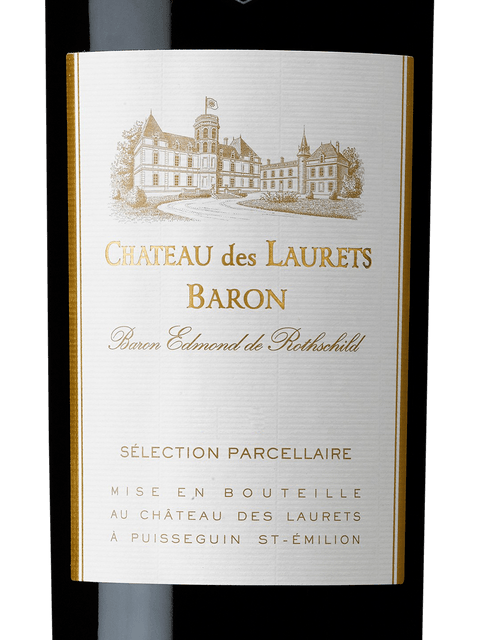 CHATEAU des LAURETS
BARON
Baron Edmond de Rothschild
SÉLECTION PARCELLAIRE
MISE EN BOUTEILLE
AU CHÂTEAU DES LAURETS
À PUISSEGUIN ST-ÉMILION